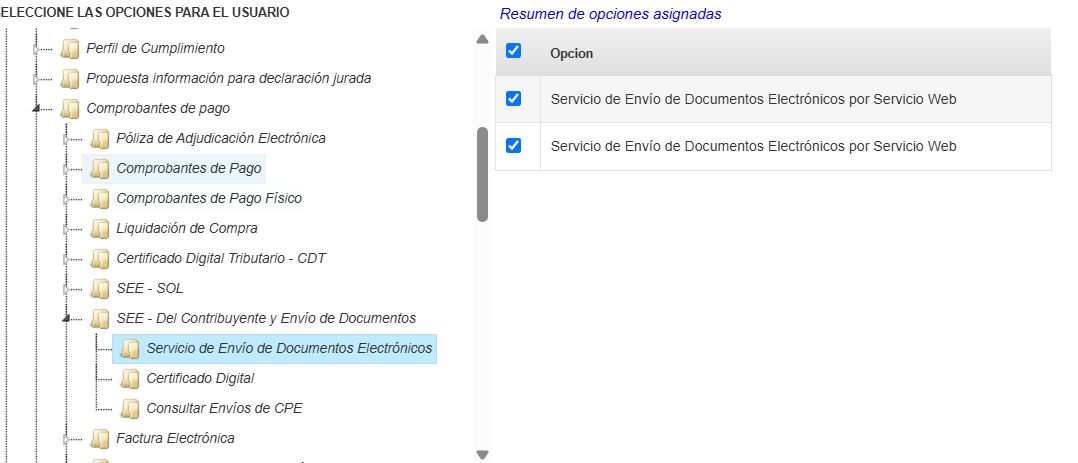 SELECCIONE LAS OPCIONES PARA EL USUARIO
Perfil de Cumplimiento
Propuesta información para declaración jurada
Comprobantes de pago
Póliza de Adjudicación Electrónica
Comprobantes de Pago
Comprobantes de Pago Físico
Liquidación de Compra
Certificado Digital Tributario - CDT
SEE - SOL
SEE - Del Contribuyente y Envío de Documentos
Servicio de Envío de Documentos Electrónicos
Certificado Digital
Consultar Envíos de CPE
Factura Electrónica
Resumen de opciones asignadas
Opcion
Servicio de Envío de Documentos Electrónicos por Servicio Web
Servicio de Envío de Documentos Electrónicos por Servicio Web